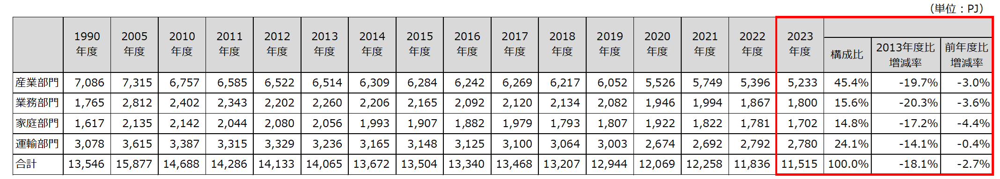 （単位：PJ）
1990年度 2005年度 2010年度 2011年度 2012年度 2013年度 2014年度 2015年度 2016年度 2017年度 2018年度 2019年度 2020年度 2021年度 2022年度 2023年度 構成比 2013年度比増減率 前年度比増減率
産業部門 7,086 7,315 6,757 6,585 6,522 6,514 6,309 6,284 6,242 6,269 6,217 6,052 5,526 5,749 5,396 5,233 45.4% -19.7% -3.0%
業務部門 1,765 2,812 2,402 2,343 2,202 2,260 2,206 2,165 2,092 2,120 2,134 2,082 1,946 1,994 1,867 1,800 15.6% -20.3% -3.6%
家庭部門 1,617 2,135 2,142 2,044 2,080 2,056 1,993 1,907 1,882 1,979 1,793 1,807 1,922 1,822 1,781 1,702 14.8% -17.2% -4.4%
運輸部門 3,078 3,615 3,387 3,315 3,329 3,236 3,165 3,148 3,125 3,100 3,064 3,003 2,674 2,692 2,792 2,780 24.1% -14.1% -0.4%
合計 13,546 15,877 14,688 14,286 14,133 14,065 13,672 13,504 13,340 13,468 13,207 12,944 12,069 12,258 11,836 11,515 100.0% -18.1% -2.7%